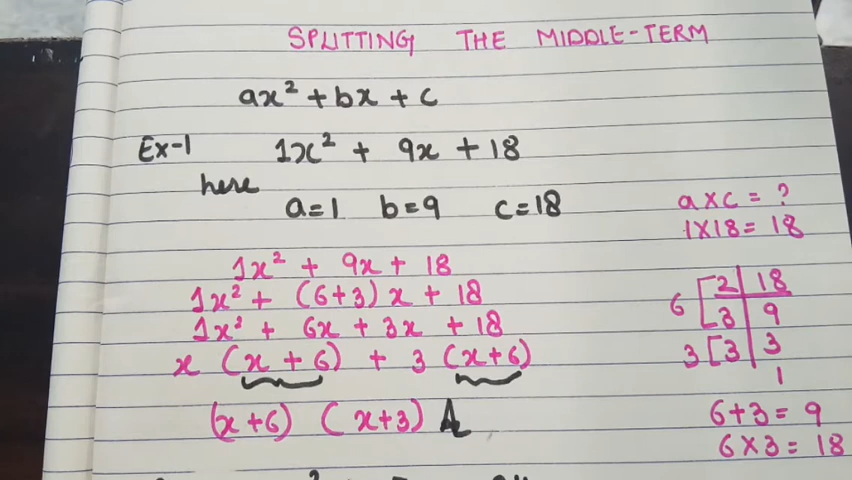 SPLITTING THE MIDDLE-TERM
ax² + bx + c
Ex-1 1x² + 9x + 18
here
a=1 b=9 c=18
a×c = ?
1×18 = 18
1x² + 9x + 18
1x² + (6+3)x + 18
1x² + 6x + 3x + 18
x (x + 6) + 3 (x+6)
(x+6) (x+3)
2 | 18
6 [ 3 | 9
3 [ 3 | 3
1
6+3 = 9
6×3 = 18